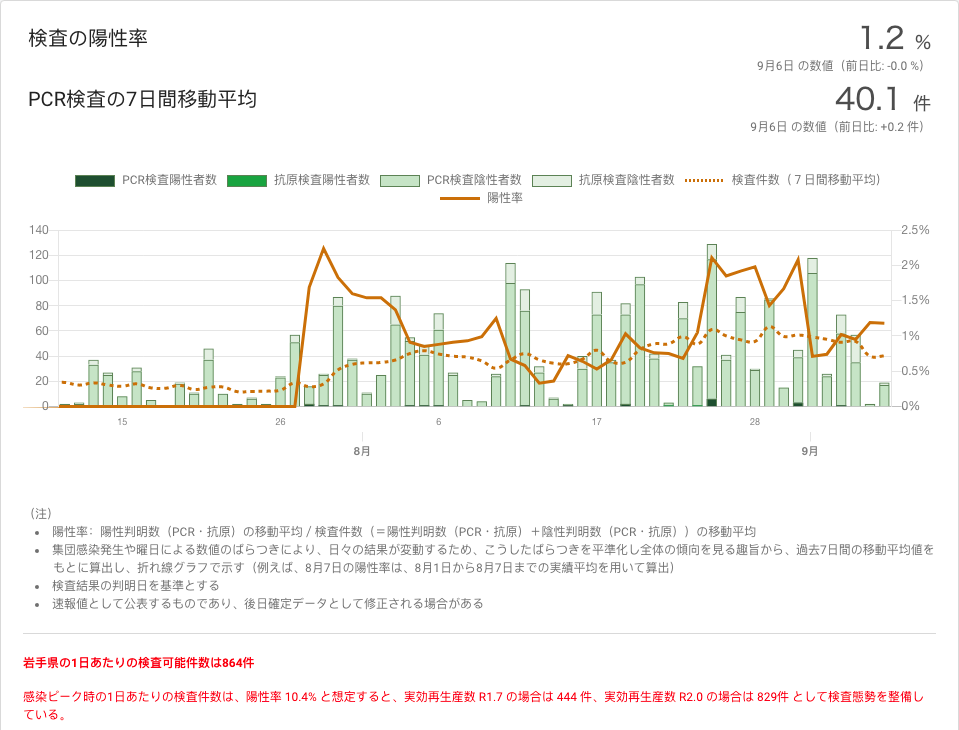 検査の陽性率
1.2 %
9月6日 の数値（前日比: -0.0 %）
PCR検査の7日間移動平均
40.1 件
9月6日 の数値（前日比: +0.2 件）
PCR検査陽性者数 抗原検査陽性者数 PCR検査陰性者数 抗原検査陰性者数 検査件数（７日間移動平均）
陽性率
140 2.5%
120 2%
100
80 1.5%
60 1%
40
20 0.5%
0 0%
15 26 6 17 28
8月 9月
（注）
• 陽性率：陽性判明数（PCR・抗原）の移動平均 / 検査件数（＝陽性判明数（PCR・抗原）＋陰性判明数（PCR・抗原））の移動平均
• 集団感染発生や曜日による数値のばらつきにより、日々の結果が変動するため、こうしたばらつきを平準化し全体の傾向を見る趣旨から、過去7日間の移動平均値を
もとに算出し、折れ線グラフで示す（例えば、8月7日の陽性率は、8月1日から8月7日までの実績平均を用いて算出）
• 検査結果の判明日を基準とする
• 速報値として公表するものであり、後日確定データとして修正される場合がある
岩手県の1日あたりの検査可能件数は864件
感染ピーク時の1日あたりの検査件数は、陽性率 10.4% と想定すると、実効再生産数 R1.7 の場合は 444 件、実効再生産数 R2.0 の場合は 829件 として検査態勢を整備し
ている。